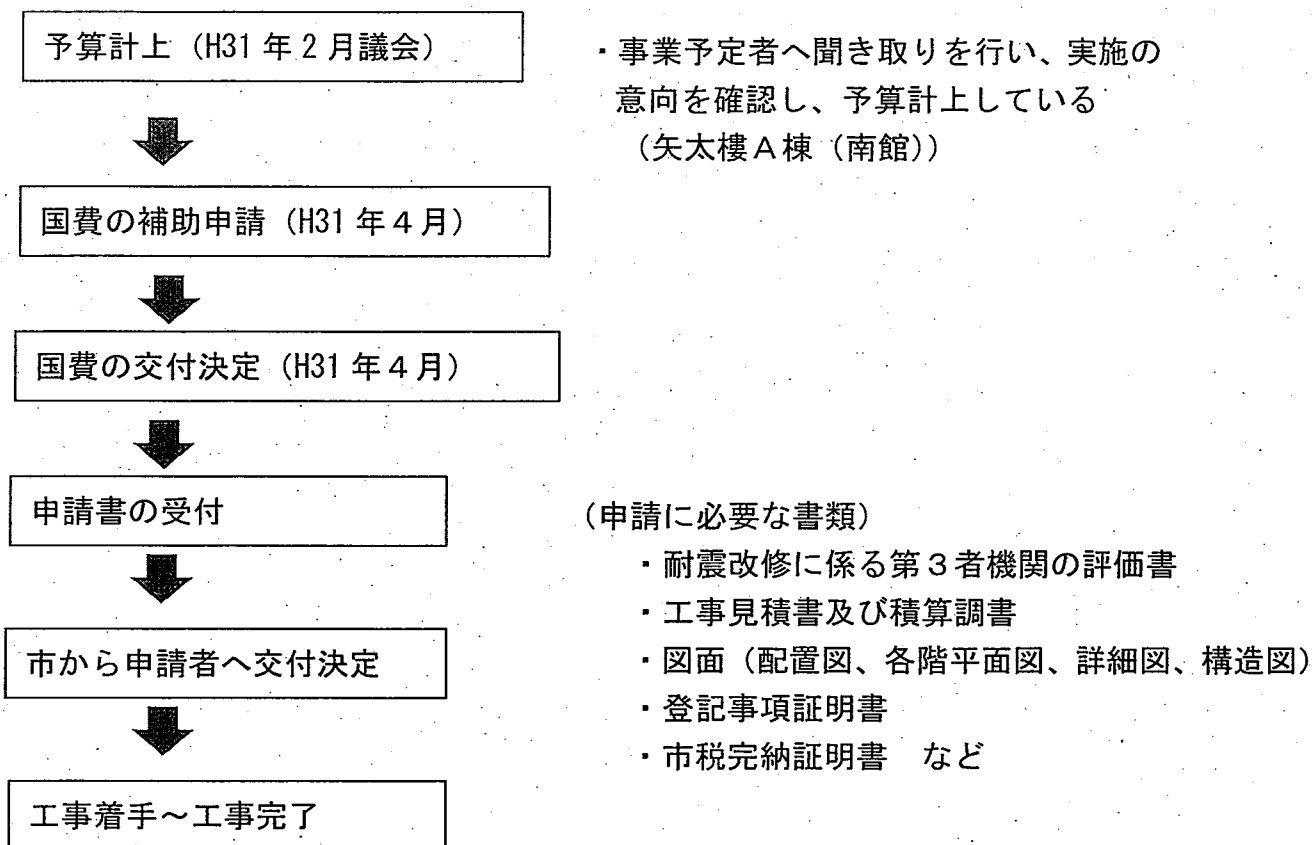 予算計上（H31年2月議会）
・事業予定者へ聞き取りを行い、実施の
意向を確認し、予算計上している
（矢太樓A棟（南館））
国費の補助申請（H31年４月）
国費の交付決定（H31年４月）
申請書の受付
（申請に必要な書類）
・耐震改修に係る第３者機関の評価書
・工事見積書及び積算調書
・図面（配置図、各階平面図、詳細図、構造図）
・登記事項証明書
・市税完納証明書　など
市から申請者へ交付決定
工事着手～工事完了